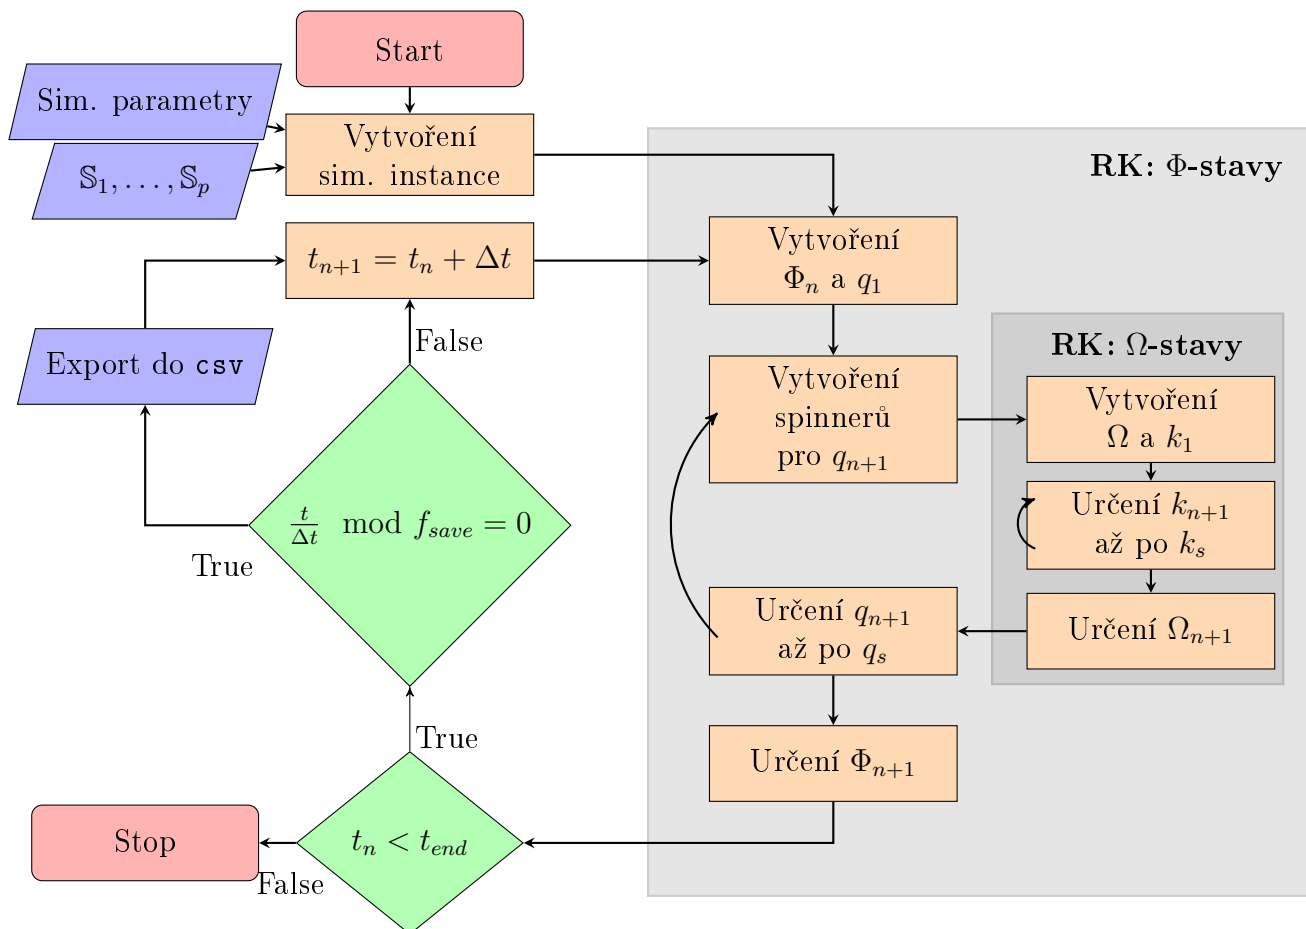 Start
Sim. parametry
Vytvoření
sim. instance
𝕊₁, . . . , 𝕊ₚ
RK: Φ-stavy
tₙ₊₁ = tₙ + Δt
Vytvoření
Φₙ a q₁
False
Export do csv
RK: Ω-stavy
Vytvoření
spinnerů
pro qₙ₊₁
Vytvoření
Ω a k₁
Určení kₙ₊₁
až po kₛ
t/Δt mod f_save = 0
True
Určení qₙ₊₁
až po qₛ
Určení Ωₙ₊₁
True
Určení Φₙ₊₁
Stop
tₙ < t_end
False